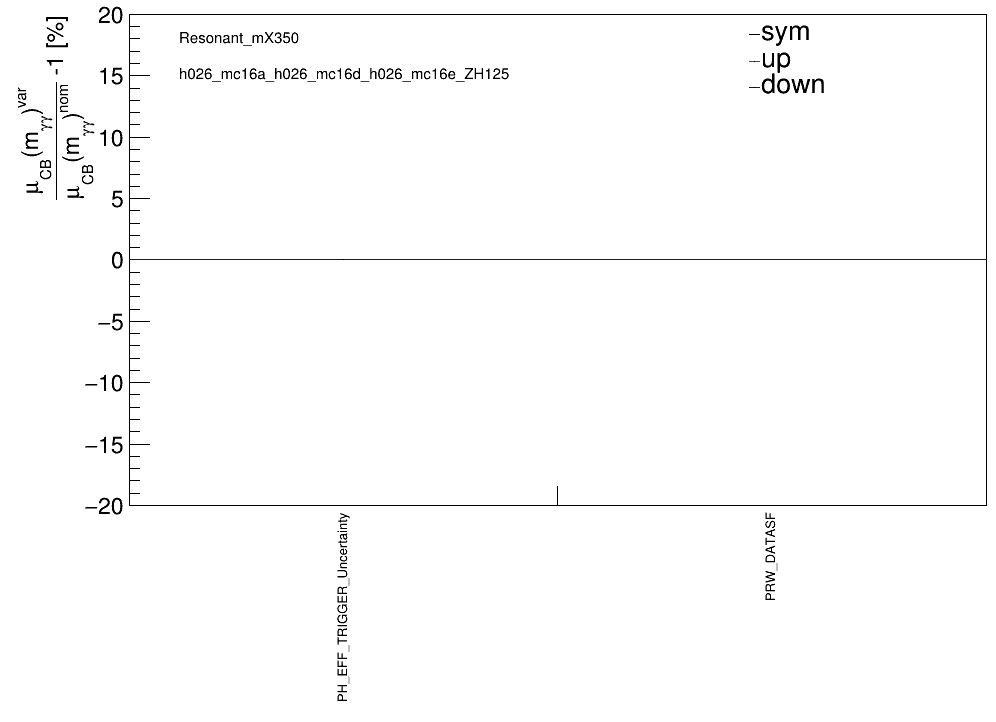 μCB(mγγ)var
μCB(mγγ)nom -1 [%]
20
15
10
5
0
−5
−10
−15
−20
Resonant_mX350
h026_mc16a_h026_mc16d_h026_mc16e_ZH125
sym
up
down
PH_EFF_TRIGGER_Uncertainty
PRW_DATASF